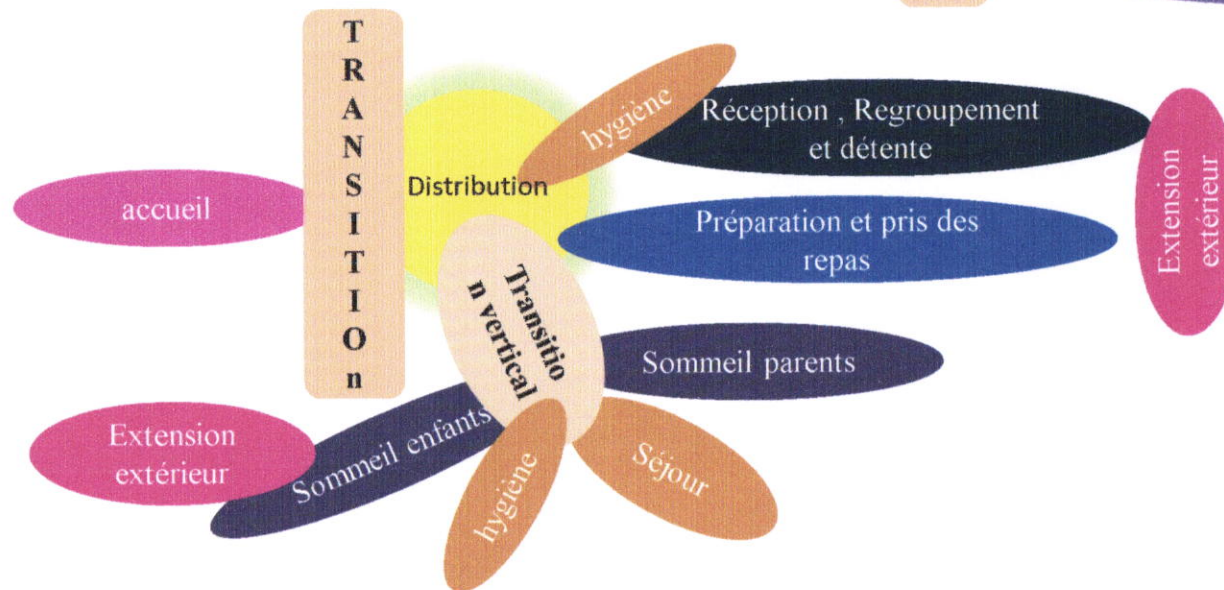 T
R
A
N
S
I
T
I
O
n
accueil
Distribution
hygiène
Réception , Regroupement
et détente
Préparation et pris des
repas
Extension
extérieur
Transitio
n vertical
Sommeil parents
Séjour
hygiène
Sommeil enfants
Extension
extérieur